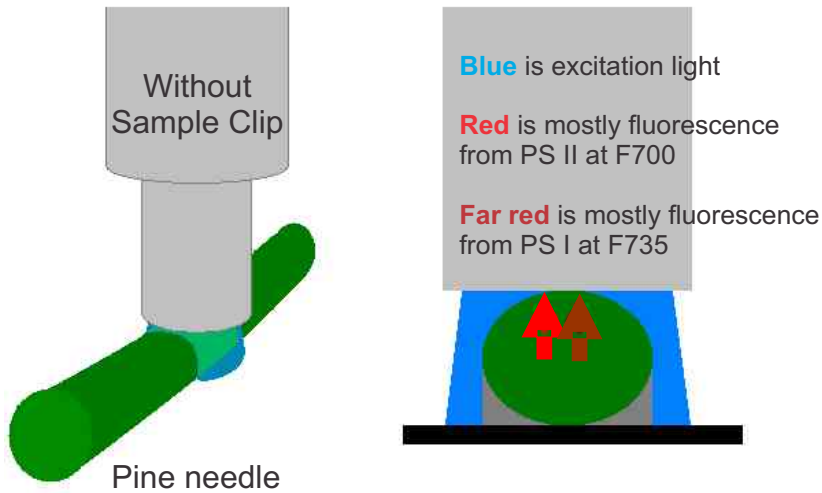 Without
Sample Clip
Pine needle
Blue is excitation light
Red is mostly fluorescence
from PS II at F700
Far red is mostly fluorescence
from PS I at F735